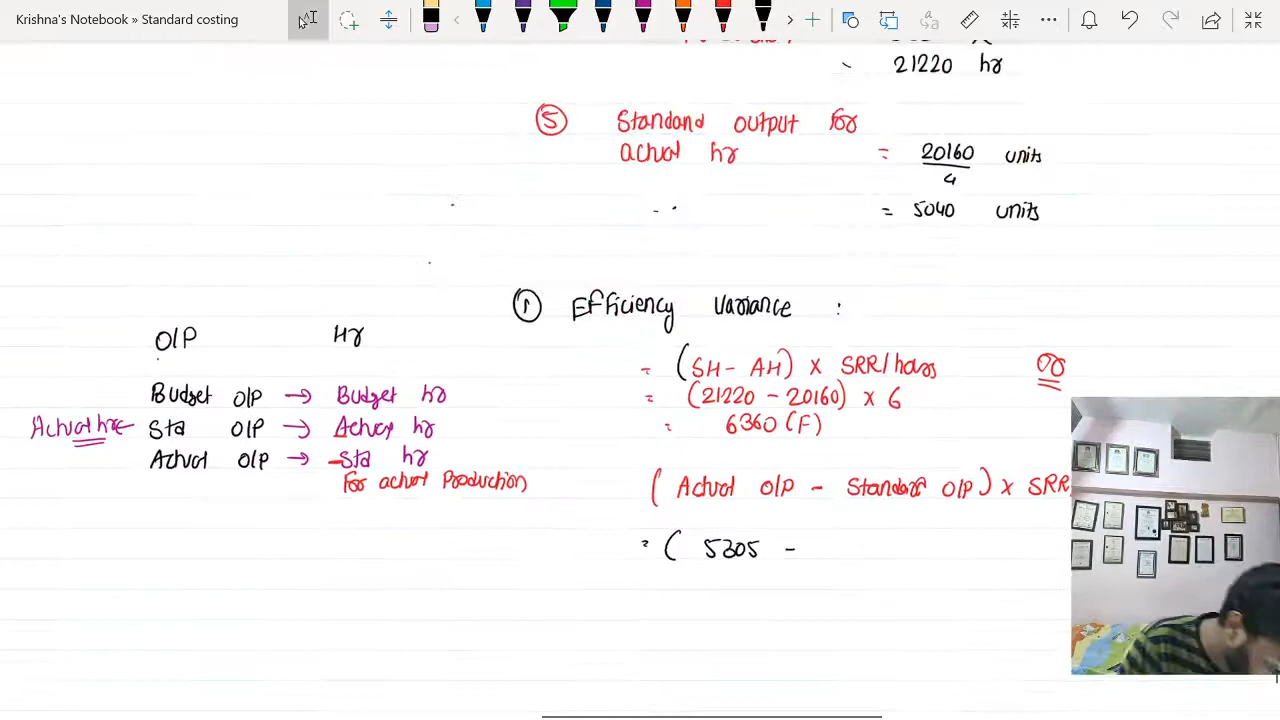 Krishna's Notebook » Standard costing
= 21220 hr
⑤ Standard output for
actual hr = 20160 units
4
= 5040 units
① Efficiency Variance :
O/P Hr
= (SH - AH) × SRR/hours or
Budget O/P → Budget hr
= (21220 - 20160) × 6
Actual hr Std O/P → Actual hr
= 6360 (F)
Actual O/P → Std hr
For actual Production
(Actual O/P - Standard O/P) × SRR
= ( 5305 -